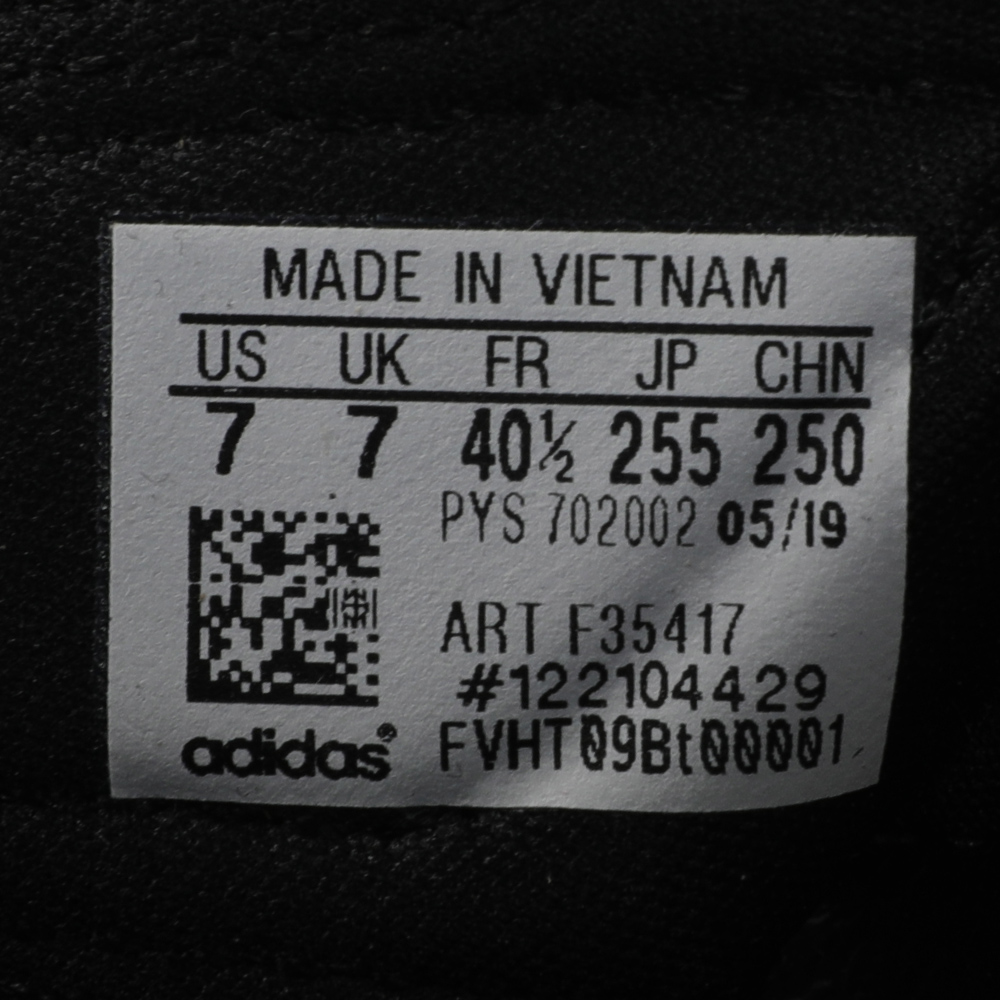 MADE IN VIETNAM
US UK FR JP CHN
7 7 40½ 255 250
PYS 702002 05/19
ART F35417
#122104429
adidas® FVHT09Bt00001